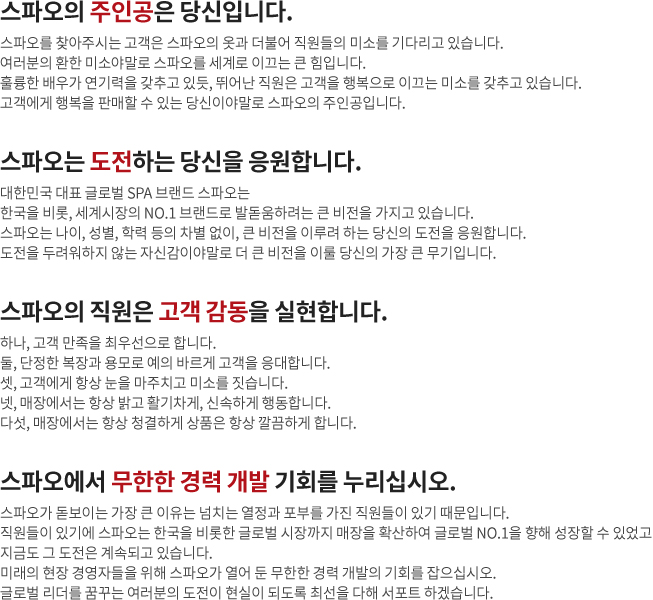 스파오의 주인공은 당신입니다.
스파오를 찾아주시는 고객은 스파오의 옷과 더불어 직원들의 미소를 기다리고 있습니다.
여러분의 환한 미소야말로 스파오를 세계로 이끄는 큰 힘입니다.
훌륭한 배우가 연기력을 갖추고 있듯, 뛰어난 직원은 고객을 행복으로 이끄는 미소를 갖추고 있습니다.
고객에게 행복을 판매할 수 있는 당신이야말로 스파오의 주인공입니다.
스파오는 도전하는 당신을 응원합니다.
대한민국 대표 글로벌 SPA 브랜드 스파오는
한국을 비롯, 세계시장의 NO.1 브랜드로 발돋움하려는 큰 비전을 가지고 있습니다.
스파오는 나이, 성별, 학력 등의 차별 없이, 큰 비전을 이루려 하는 당신의 도전을 응원합니다.
도전을 두려워하지 않는 자신감이야말로 더 큰 비전을 이룰 당신의 가장 큰 무기입니다.
스파오의 직원은 고객 감동을 실현합니다.
하나, 고객 만족을 최우선으로 합니다.
둘, 단정한 복장과 용모로 예의 바르게 고객을 응대합니다.
셋, 고객에게 항상 눈을 마주치고 미소를 짓습니다.
넷, 매장에서는 항상 밝고 활기차게, 신속하게 행동합니다.
다섯, 매장에서는 항상 청결하게 상품은 항상 깔끔하게 합니다.
스파오에서 무한한 경력 개발 기회를 누리십시오.
스파오가 돋보이는 가장 큰 이유는 넘치는 열정과 포부를 가진 직원들이 있기 때문입니다.
직원들이 있기에 스파오는 한국을 비롯한 글로벌 시장까지 매장을 확산하여 글로벌 NO.1을 향해 성장할 수 있었고
지금도 그 도전은 계속되고 있습니다.
미래의 현장 경영자들을 위해 스파오가 열어 둔 무한한 경력 개발의 기회를 잡으십시오.
글로벌 리더를 꿈꾸는 여러분의 도전이 현실이 되도록 최선을 다해 서포트 하겠습니다.